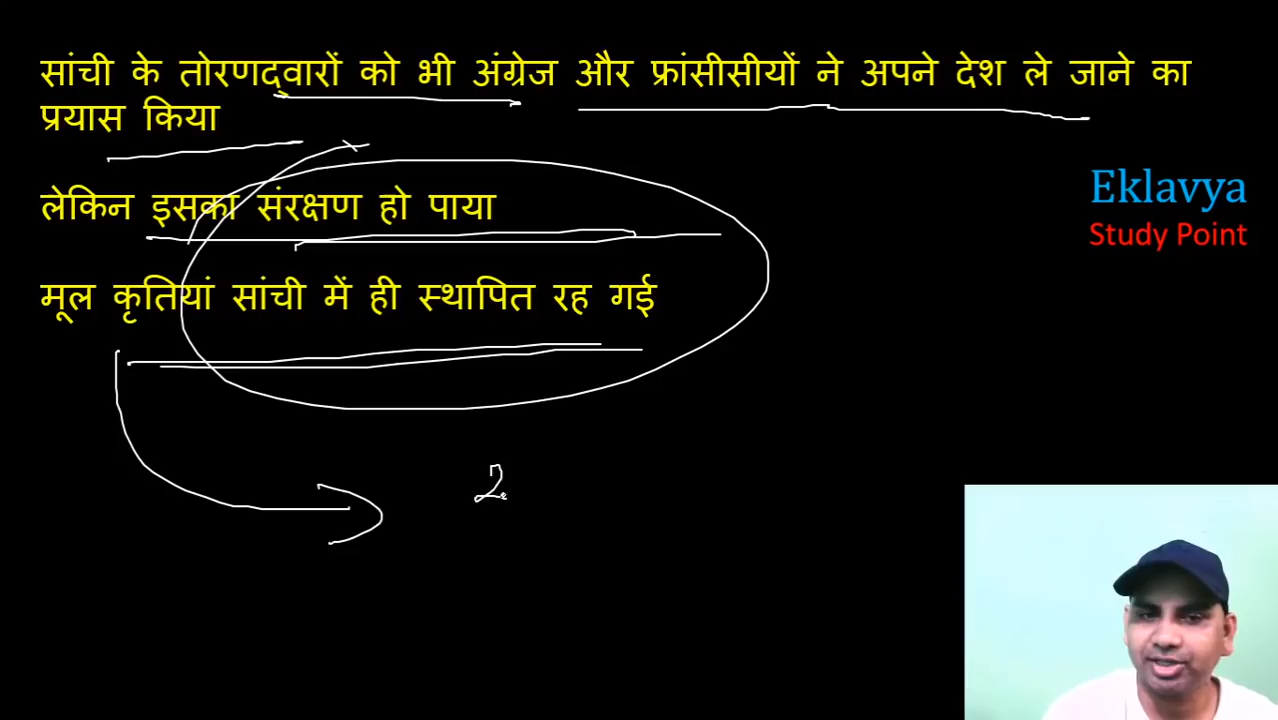 सांची के तोरणद्वारों को भी अंग्रेज और फ्रांसीसीयों ने अपने देश ले जाने का
प्रयास किया
लेकिन इसका संरक्षण हो पाया
मूल कृतियां सांची में ही स्थापित रह गई
Eklavya
Study Point
2